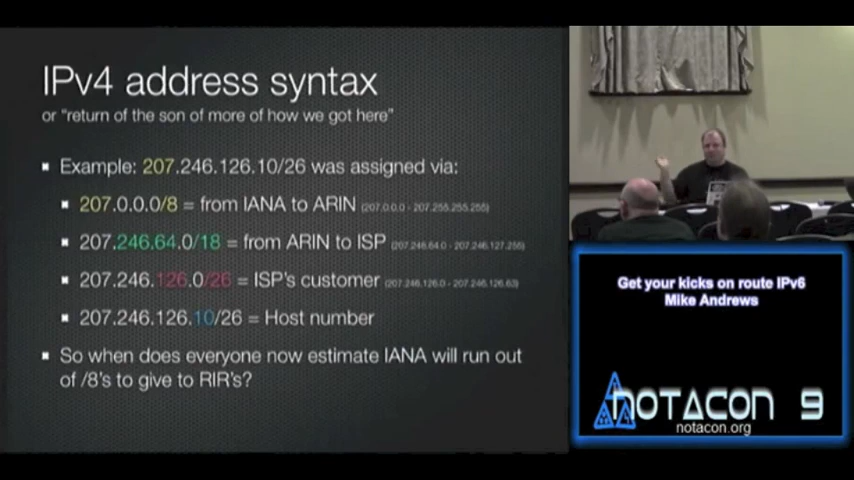 IPv4 address syntax
or "return of the son of more of how we got here"
Example: 207.246.126.10/26 was assigned via:
207.0.0.0/8 = from IANA to ARIN (207.0.0.0 - 207.255.255.255)
207.246.64.0/18 = from ARIN to ISP (207.246.64.0 - 207.246.127.255)
207.246.126.0/26 = ISP's customer (207.246.126.0 - 207.246.126.63)
207.246.126.10/26 = Host number
So when does everyone now estimate IANA will run out
of /8's to give to RIR's?
Get your kicks on route IPv6
Mike Andrews
NOTACON 9
notacon.org